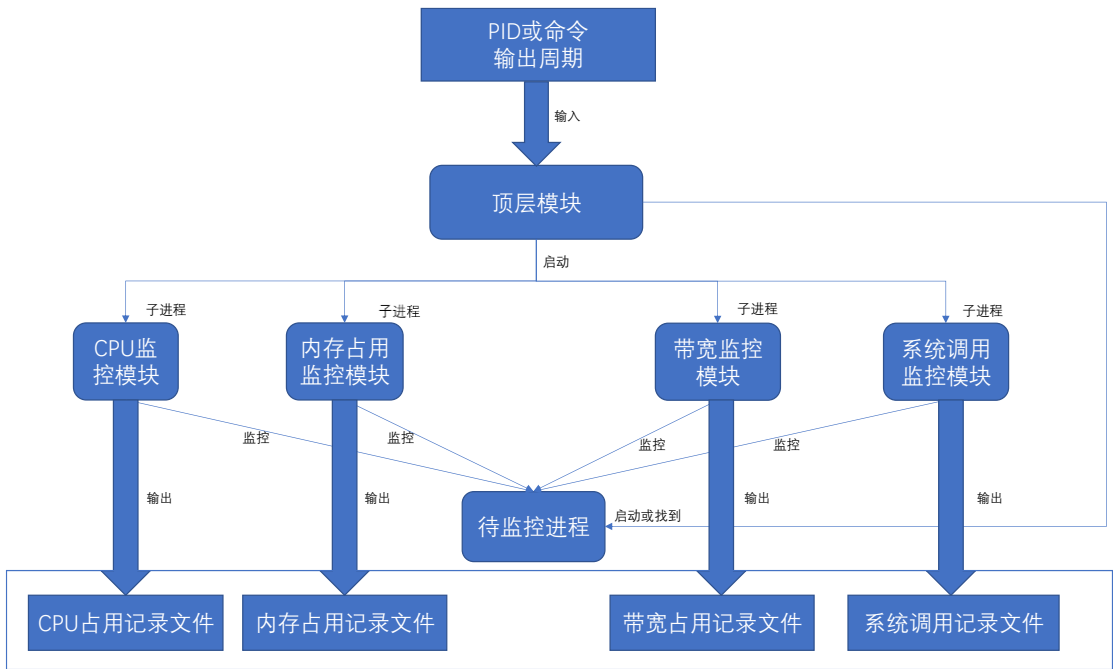 PID或命令
输出周期
输入
顶层模块
启动
子进程
子进程
子进程
子进程
CPU监
控模块
内存占用
监控模块
带宽监控
模块
系统调用
监控模块
监控
监控
监控
监控
输出
输出
输出
输出
待监控进程
启动或找到
CPU占用记录文件
内存占用记录文件
带宽占用记录文件
系统调用记录文件